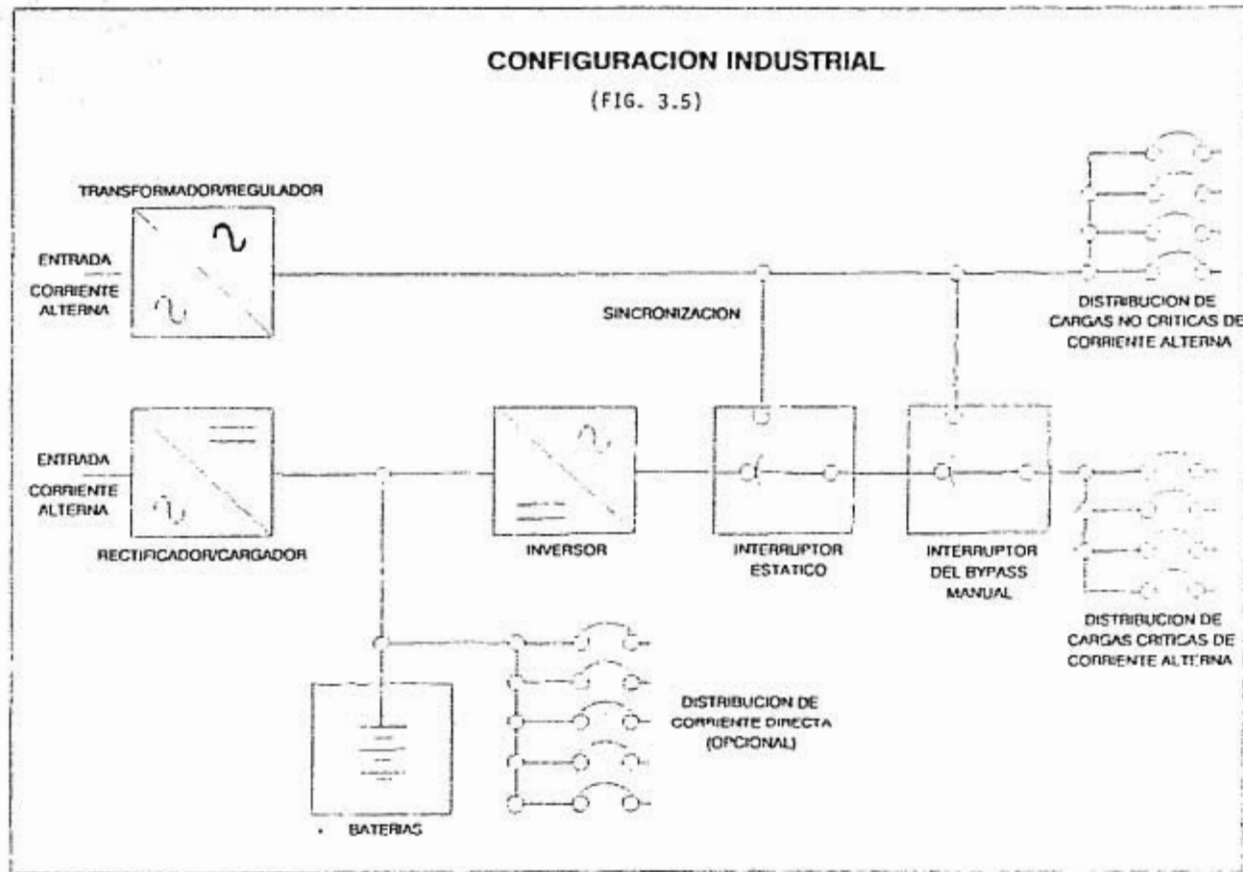 CONFIGURACION INDUSTRIAL
(FIG. 3.5)
TRANSFORMADOR/REGULADOR
ENTRADA
CORRIENTE
ALTERNA
SINCRONIZACION
DISTRIBUCION DE
CARGAS NO CRITICAS DE
CORRIENTE ALTERNA
ENTRADA
CORRIENTE
ALTERNA
RECTIFICADOR/CARGADOR
INVERSOR
INTERRUPTOR
ESTATICO
INTERRUPTOR
DEL BYPASS
MANUAL
DISTRIBUCION DE
CARGAS CRITICAS DE
CORRIENTE ALTERNA
DISTRIBUCION DE
CORRIENTE DIRECTA
(OPCIONAL)
BATERIAS